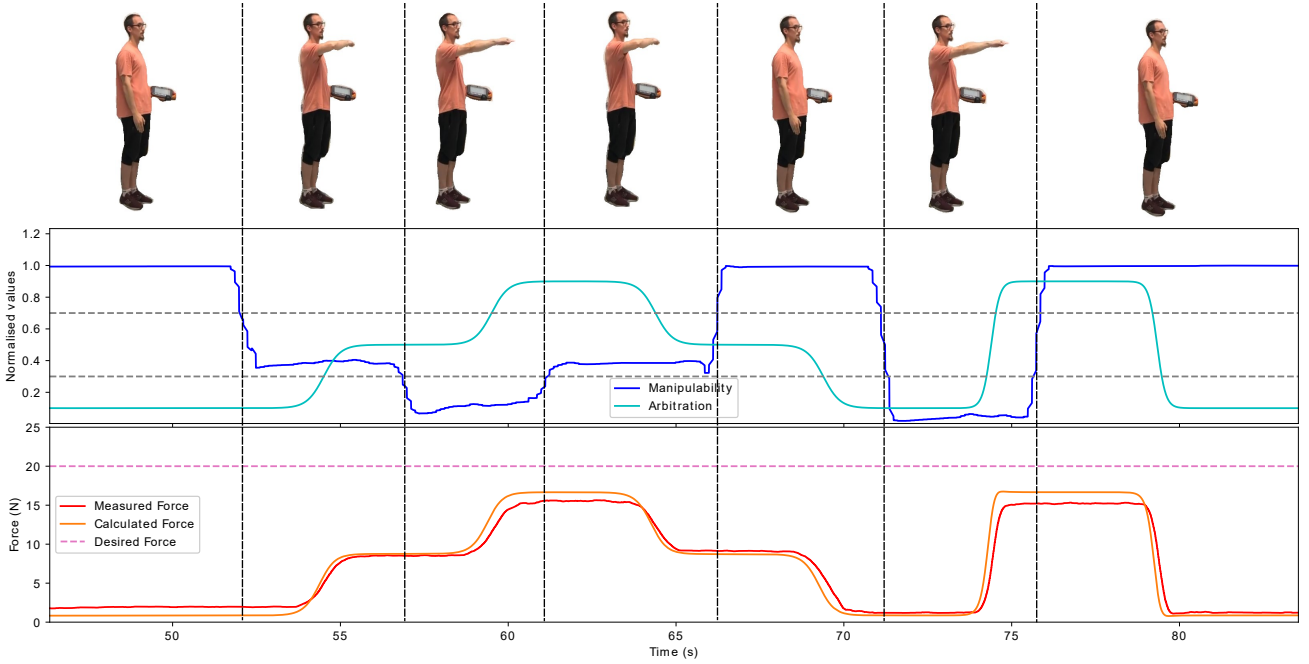 Normalised values
1.2
1.0
0.8
0.6
0.4
0.2
Manipulability
Arbitration
Force (N)
25
20
15
10
5
0
Measured Force
Calculated Force
Desired Force
50
55
60
65
70
75
80
Time (s)